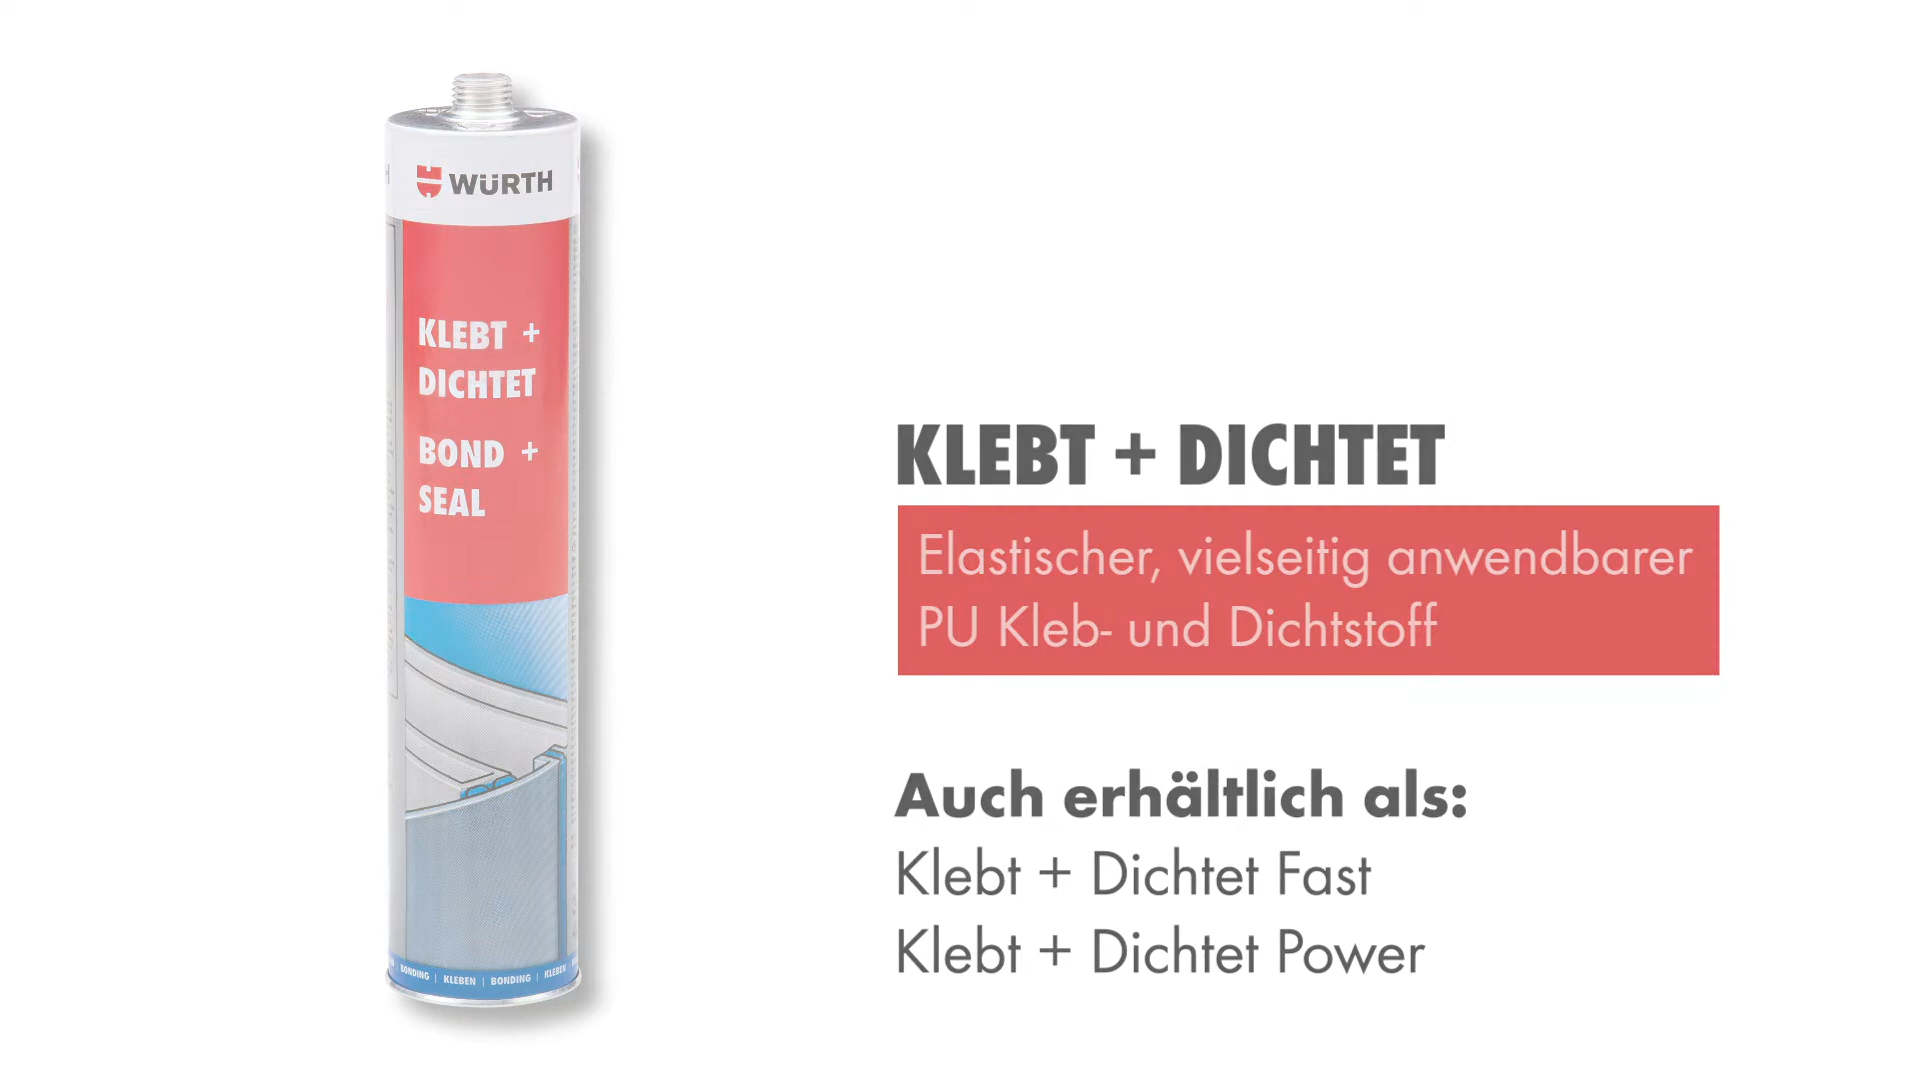 WÜRTH
KLEBT +
DICHTET
BOND +
SEAL
BONDING | KLEBEN | BONDING | KLEBEN
KLEBT + DICHTET
Elastischer, vielseitig anwendbarer
PU Kleb- und Dichtstoff
Auch erhältlich als:
Klebt + Dichtet Fast
Klebt + Dichtet Power